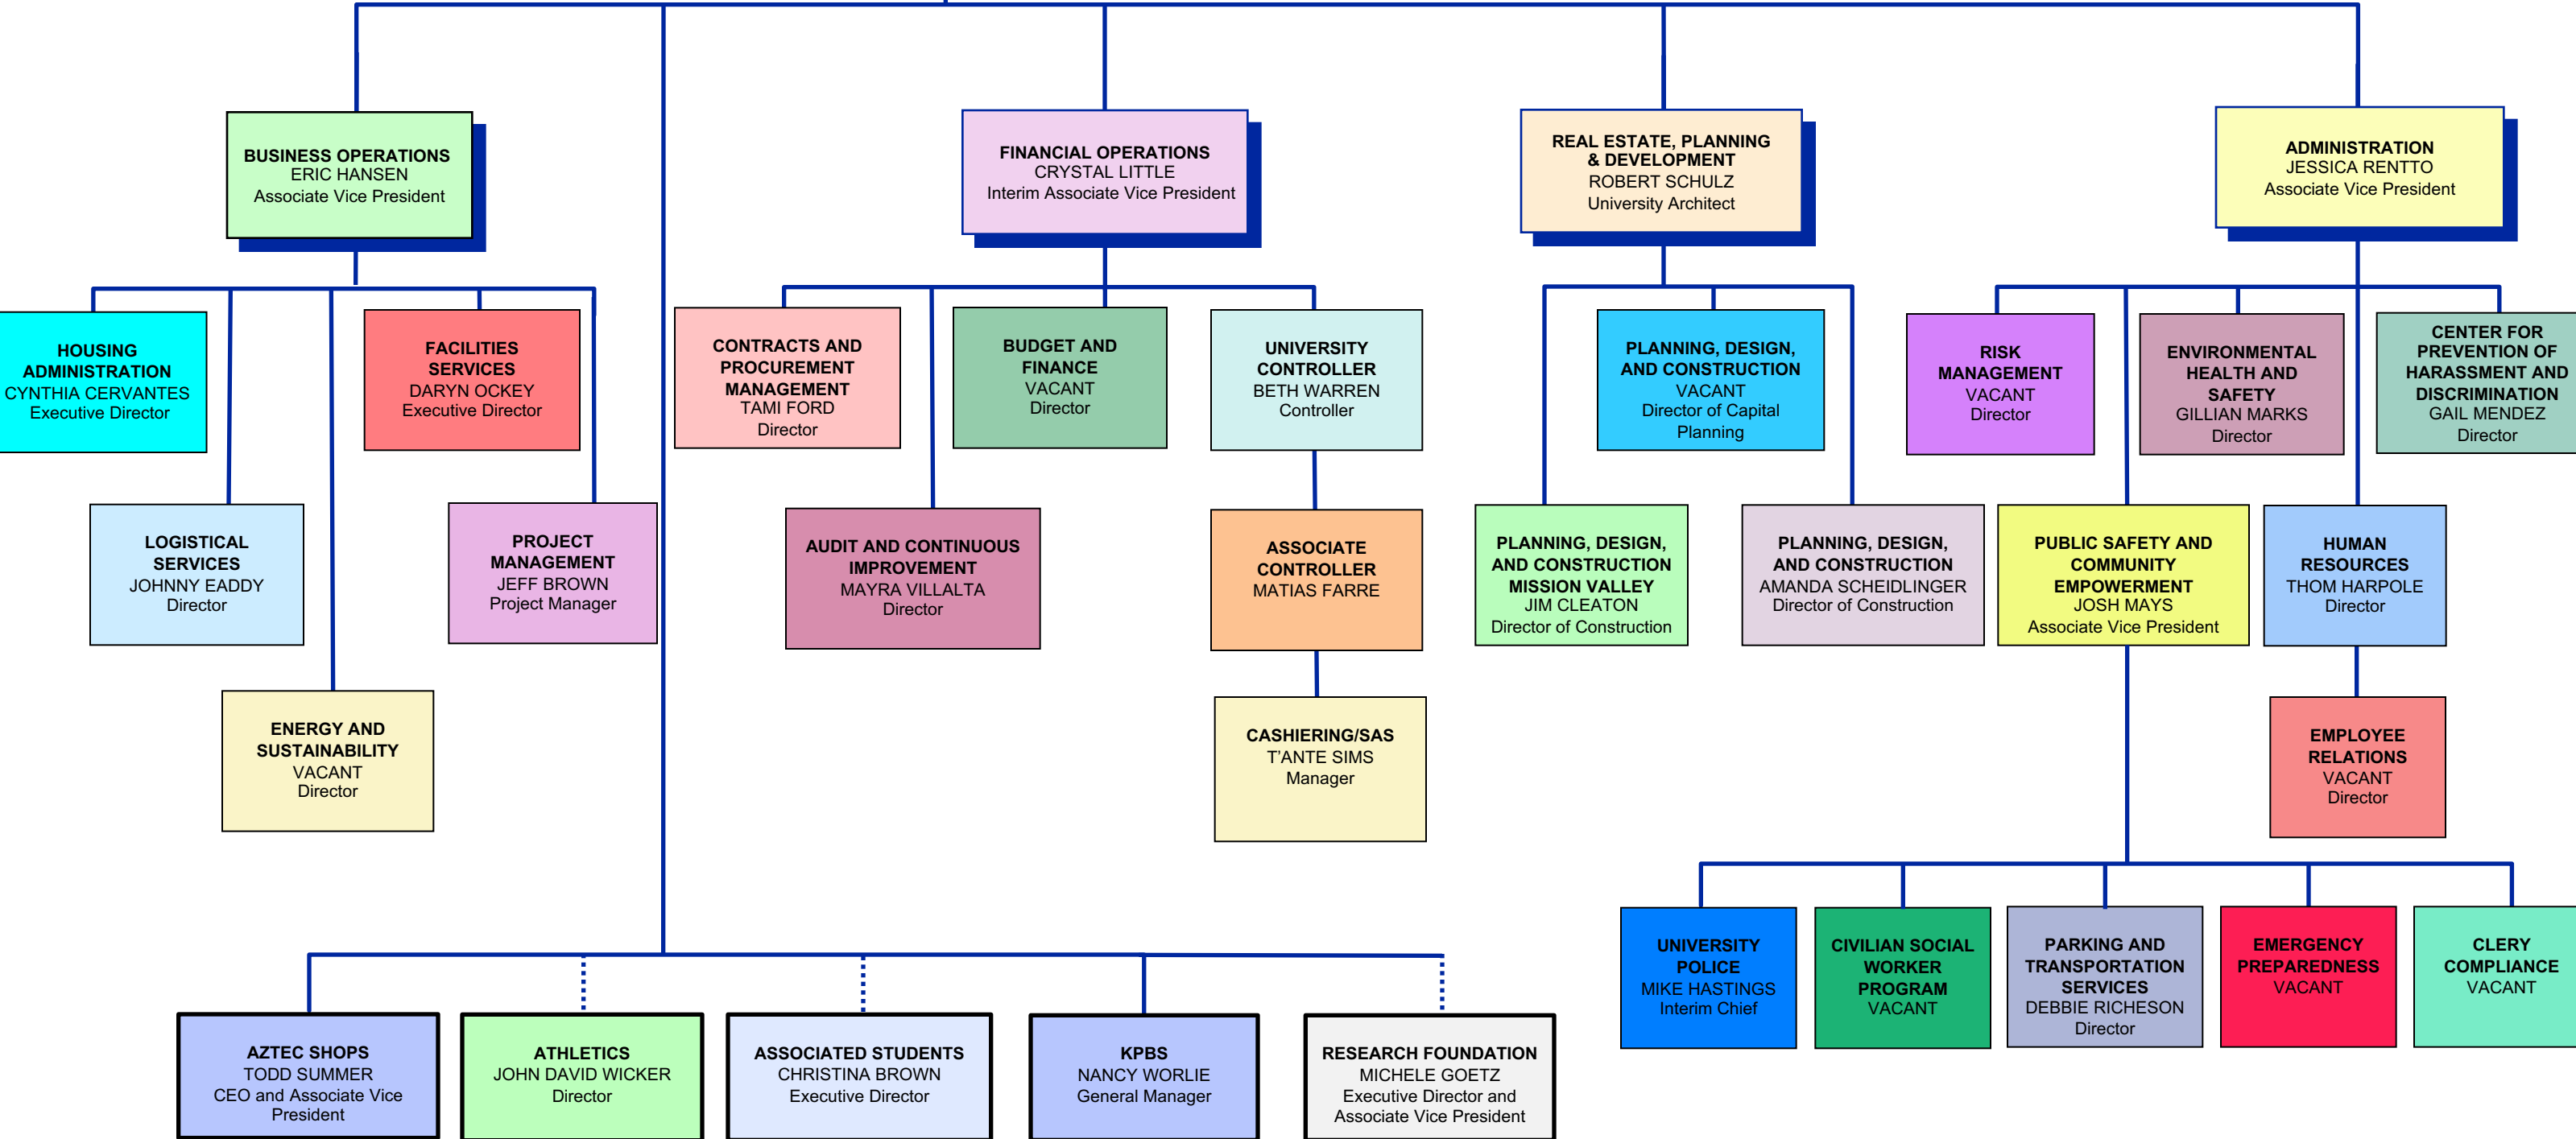 BUSINESS OPERATIONS
ERIC HANSEN
Associate Vice President
FINANCIAL OPERATIONS
CRYSTAL LITTLE
Interim Associate Vice President
REAL ESTATE, PLANNING
& DEVELOPMENT
ROBERT SCHULZ
University Architect
ADMINISTRATION
JESSICA RENTTO
Associate Vice President
HOUSING
ADMINISTRATION
CYNTHIA CERVANTES
Executive Director
FACILITIES
SERVICES
DARYN OCKEY
Executive Director
CONTRACTS AND
PROCUREMENT
MANAGEMENT
TAMI FORD
Director
BUDGET AND
FINANCE
VACANT
Director
UNIVERSITY
CONTROLLER
BETH WARREN
Controller
PLANNING, DESIGN,
AND CONSTRUCTION
VACANT
Director of Capital
Planning
RISK
MANAGEMENT
VACANT
Director
ENVIRONMENTAL
HEALTH AND
SAFETY
GILLIAN MARKS
Director
CENTER FOR
PREVENTION OF
HARASSMENT AND
DISCRIMINATION
GAIL MENDEZ
Director
LOGISTICAL
SERVICES
JOHNNY EADDY
Director
PROJECT
MANAGEMENT
JEFF BROWN
Project Manager
AUDIT AND CONTINUOUS
IMPROVEMENT
MAYRA VILLALTA
Director
ASSOCIATE
CONTROLLER
MATIAS FARRE
PLANNING, DESIGN,
AND CONSTRUCTION
MISSION VALLEY
JIM CLEATON
Director of Construction
PLANNING, DESIGN,
AND CONSTRUCTION
AMANDA SCHEIDLINGER
Director of Construction
PUBLIC SAFETY AND
COMMUNITY
EMPOWERMENT
JOSH MAYS
Associate Vice President
HUMAN
RESOURCES
THOM HARPOLE
Director
ENERGY AND
SUSTAINABILITY
VACANT
Director
CASHIERING/SAS
T’ANTE SIMS
Manager
EMPLOYEE
RELATIONS
VACANT
Director
UNIVERSITY
POLICE
MIKE HASTINGS
Interim Chief
CIVILIAN SOCIAL
WORKER
PROGRAM
VACANT
PARKING AND
TRANSPORTATION
SERVICES
DEBBIE RICHESON
Director
EMERGENCY
PREPAREDNESS
VACANT
CLERY
COMPLIANCE
VACANT
AZTEC SHOPS
TODD SUMMER
CEO and Associate Vice
President
ATHLETICS
JOHN DAVID WICKER
Director
ASSOCIATED STUDENTS
CHRISTINA BROWN
Executive Director
KPBS
NANCY WORLIE
General Manager
RESEARCH FOUNDATION
MICHELE GOETZ
Executive Director and
Associate Vice President